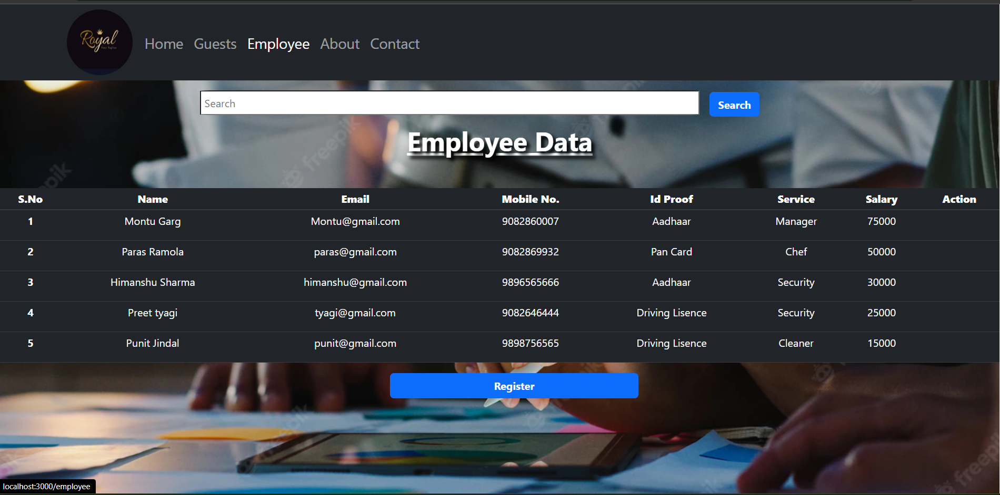 Royal
Your Tagline
Home Guests Employee About Contact
Search Search
Employee Data
S.No Name Email Mobile No. Id Proof Service Salary Action
1 Montu Garg Montu@gmail.com 9082860007 Aadhaar Manager 75000
2 Paras Ramola paras@gmail.com 9082869932 Pan Card Chef 50000
3 Himanshu Sharma himanshu@gmail.com 9896565666 Aadhaar Security 30000
4 Preet tyagi tyagi@gmail.com 9082646444 Driving Lisence Security 25000
5 Punit Jindal punit@gmail.com 9898756565 Driving Lisence Cleaner 15000
Register
localhost:3000/employee
freepik
freepik